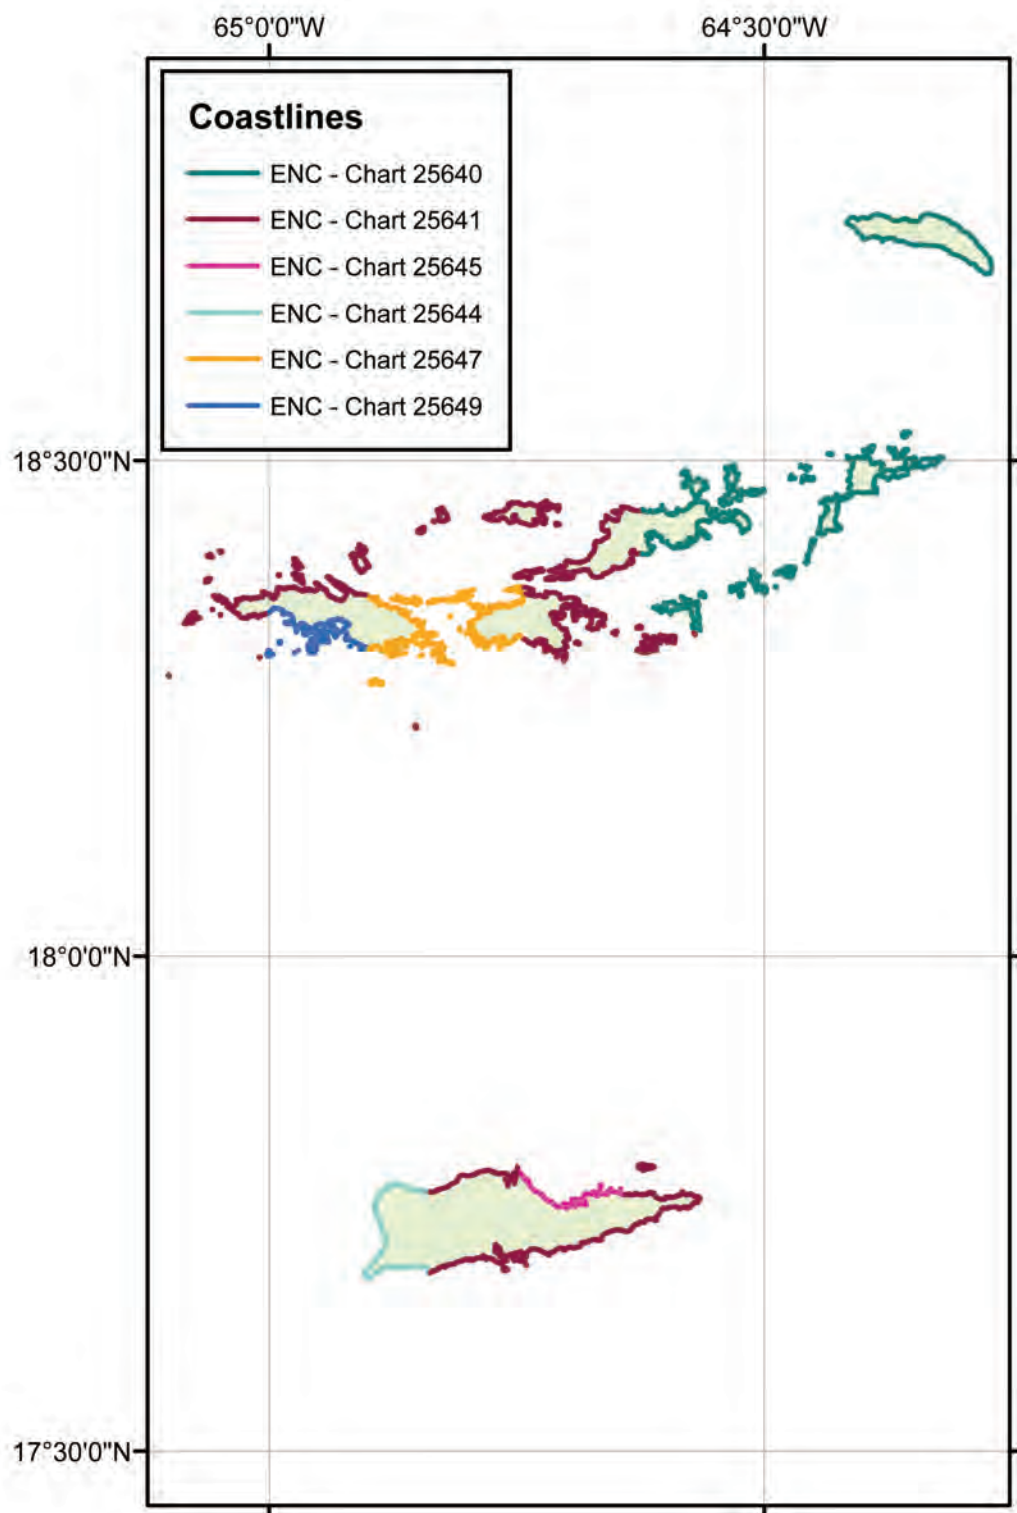 65°0'0"W 64°30'0"W
Coastlines
ENC - Chart 25640
ENC - Chart 25641
ENC - Chart 25645
ENC - Chart 25644
ENC - Chart 25647
ENC - Chart 25649
18°30'0"N
18°0'0"N
17°30'0"N